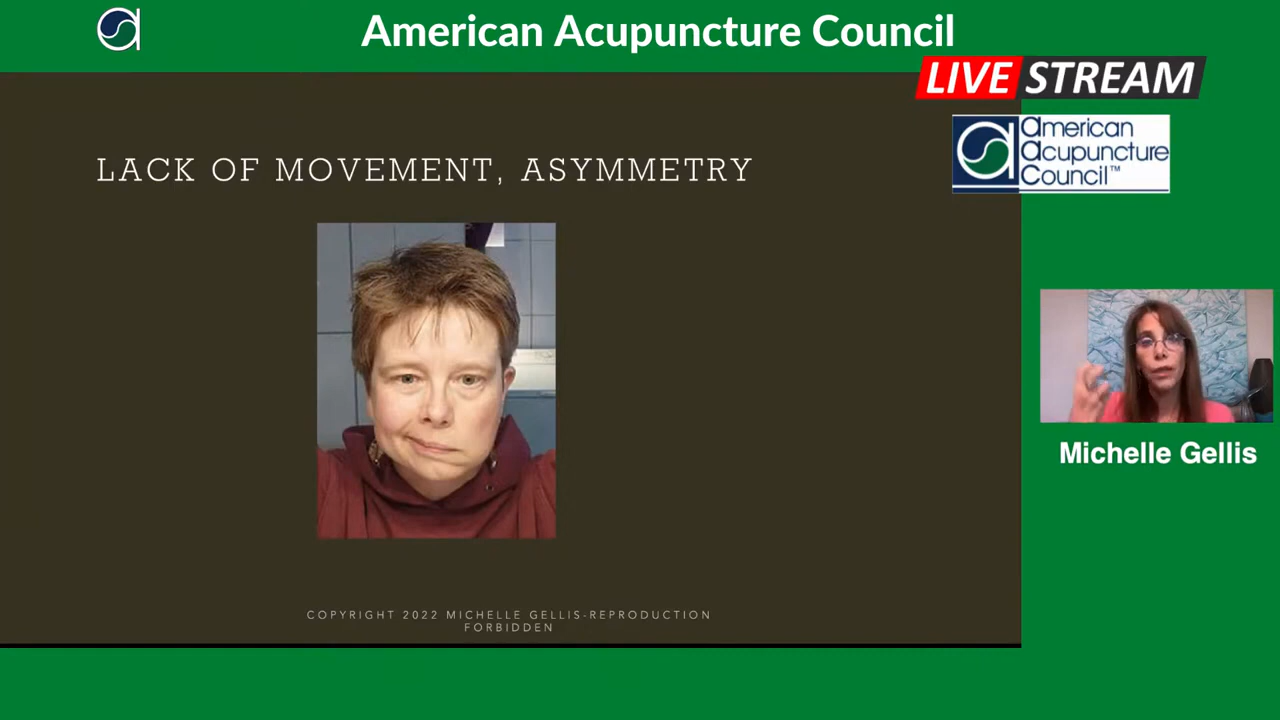 American Acupuncture Council
LIVE STREAM
american
acupuncture
Council™
LACK OF MOVEMENT, ASYMMETRY
Michelle Gellis
COPYRIGHT 2022 MICHELLE GELLIS-REPRODUCTION
FORBIDDEN